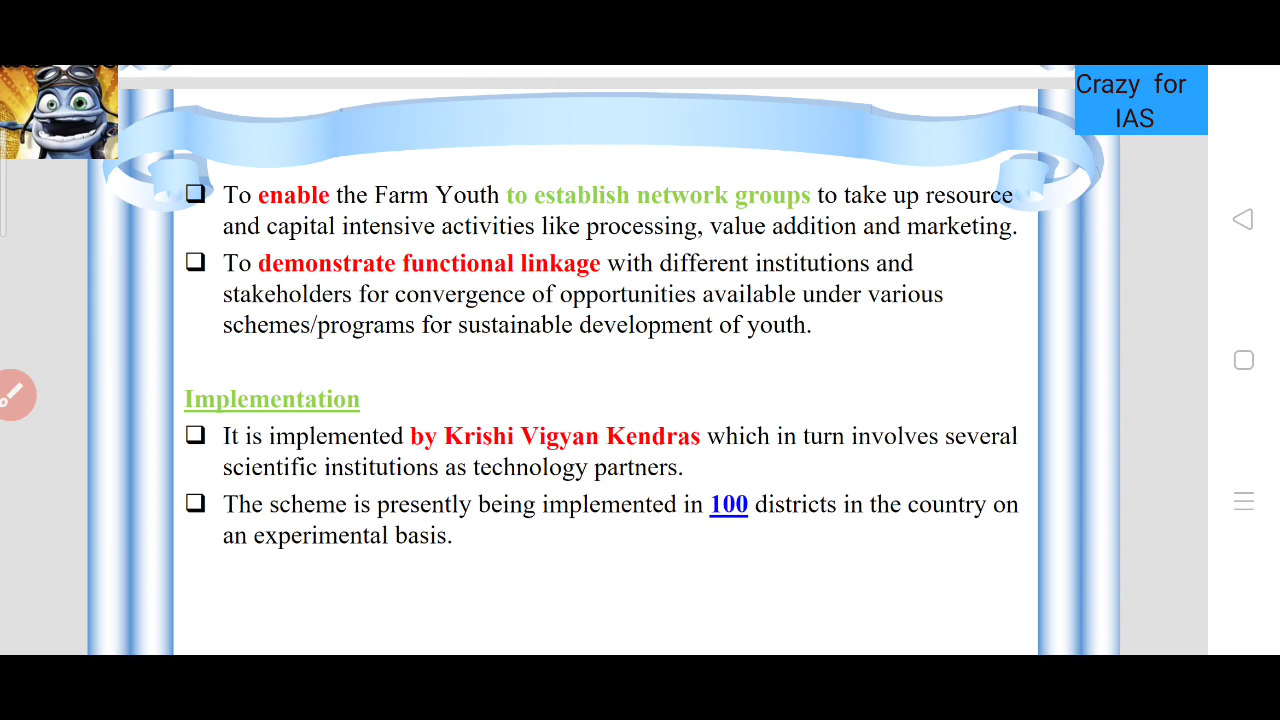 Crazy for
IAS
To enable the Farm Youth to establish network groups to take up resource
and capital intensive activities like processing, value addition and marketing.
To demonstrate functional linkage with different institutions and
stakeholders for convergence of opportunities available under various
schemes/programs for sustainable development of youth.
Implementation
It is implemented by Krishi Vigyan Kendras which in turn involves several
scientific institutions as technology partners.
The scheme is presently being implemented in 100 districts in the country on
an experimental basis.